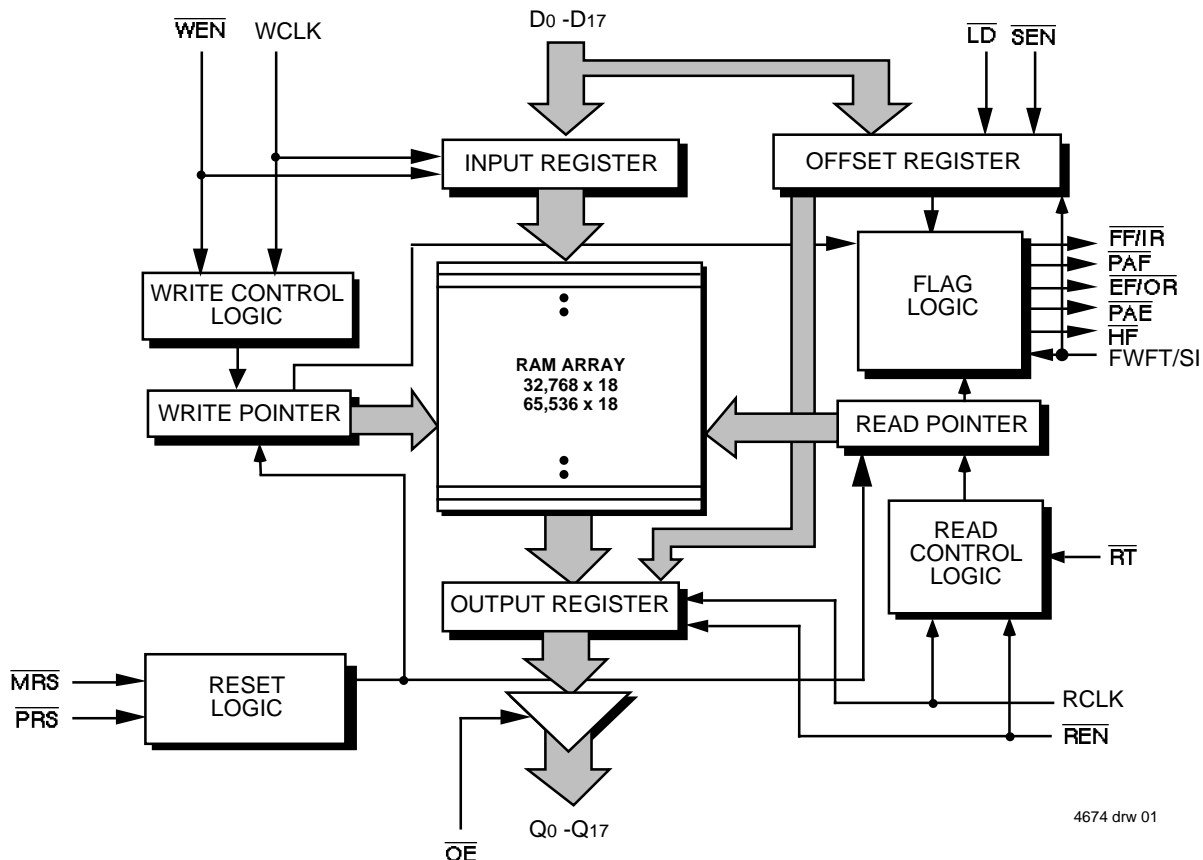 WEN
WCLK
D0 -D17
LD
SEN
INPUT REGISTER
OFFSET REGISTER
WRITE CONTROL
LOGIC
FLAG
LOGIC
FF/IR
PAF
EF/OR
PAE
HF
FWFT/SI
RAM ARRAY
32,768 x 18
65,536 x 18
WRITE POINTER
READ POINTER
READ
CONTROL
LOGIC
RT
OUTPUT REGISTER
MRS
PRS
RESET
LOGIC
RCLK
REN
OE
Q0 -Q17
4674 drw 01